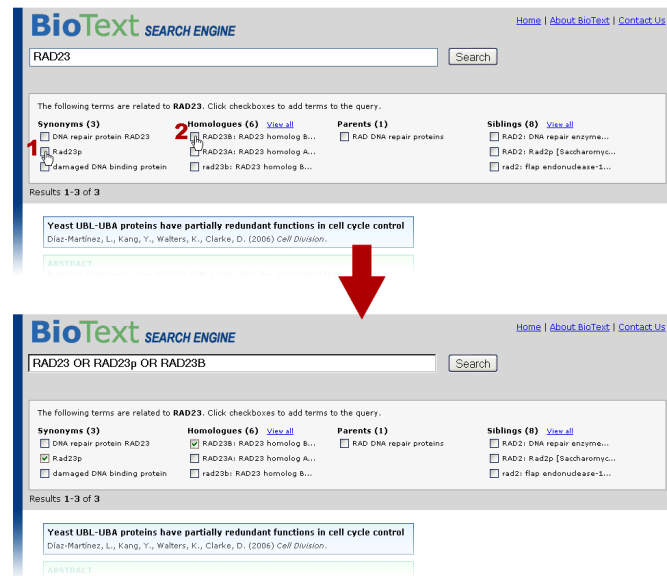 BioText SEARCH ENGINE
Home | About BioText | Contact Us
RAD23
Search
The following terms are related to RAD23. Click checkboxes to add terms to the query.
Synonyms (3) Homologues (6) View all Parents (1) Siblings (8) View all
DNA repair protein RAD23 2 RAD23B: RAD23 homolog B... RAD DNA repair proteins RAD2: DNA repair enzyme...
1 Rad23p RAD23A: RAD23 homolog A... RAD2: Rad2p [Saccharomyc...
damaged DNA binding protein rad23b: RAD23 homolog B... rad2: flap endonudease-1...
Results 1-3 of 3
Yeast UBL-UBA proteins have partially redundant functions in cell cycle control
Díaz-Martínez, L., Kang, Y., Walters, K., Clarke, D. (2006) Cell Division.
ABSTRACT
BioText SEARCH ENGINE
Home | About BioText | Contact Us
RAD23 OR RAD23p OR RAD23B
Search
The following terms are related to RAD23. Click checkboxes to add terms to the query.
Synonyms (3) Homologues (6) View all Parents (1) Siblings (8) View all
DNA repair protein RAD23 RAD23B: RAD23 homolog B... RAD DNA repair proteins RAD2: DNA repair enzyme...
Rad23p RAD23A: RAD23 homolog A... RAD2: Rad2p [Saccharomyc...
damaged DNA binding protein rad23b: RAD23 homolog B... rad2: flap endonudease-1...
Results 1-3 of 3
Yeast UBL-UBA proteins have partially redundant functions in cell cycle control
Díaz-Martínez, L., Kang, Y., Walters, K., Clarke, D. (2006) Cell Division.
ABSTRACT